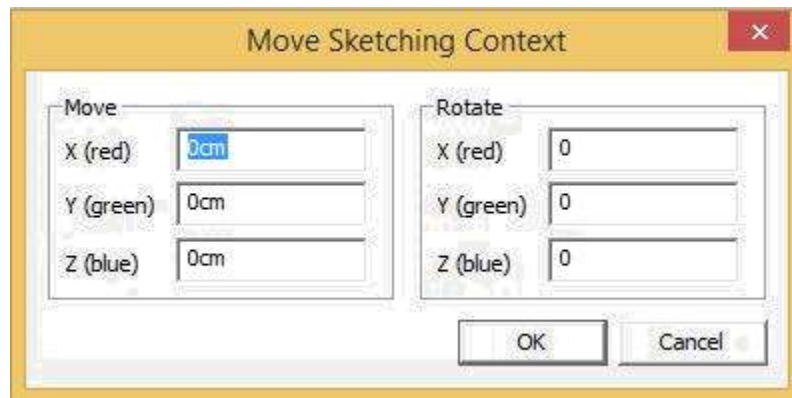 Move Sketching Context
Move
X (red) 0cm
Y (green) 0cm
Z (blue) 0cm
Rotate
X (red) 0
Y (green) 0
Z (blue) 0
OK Cancel